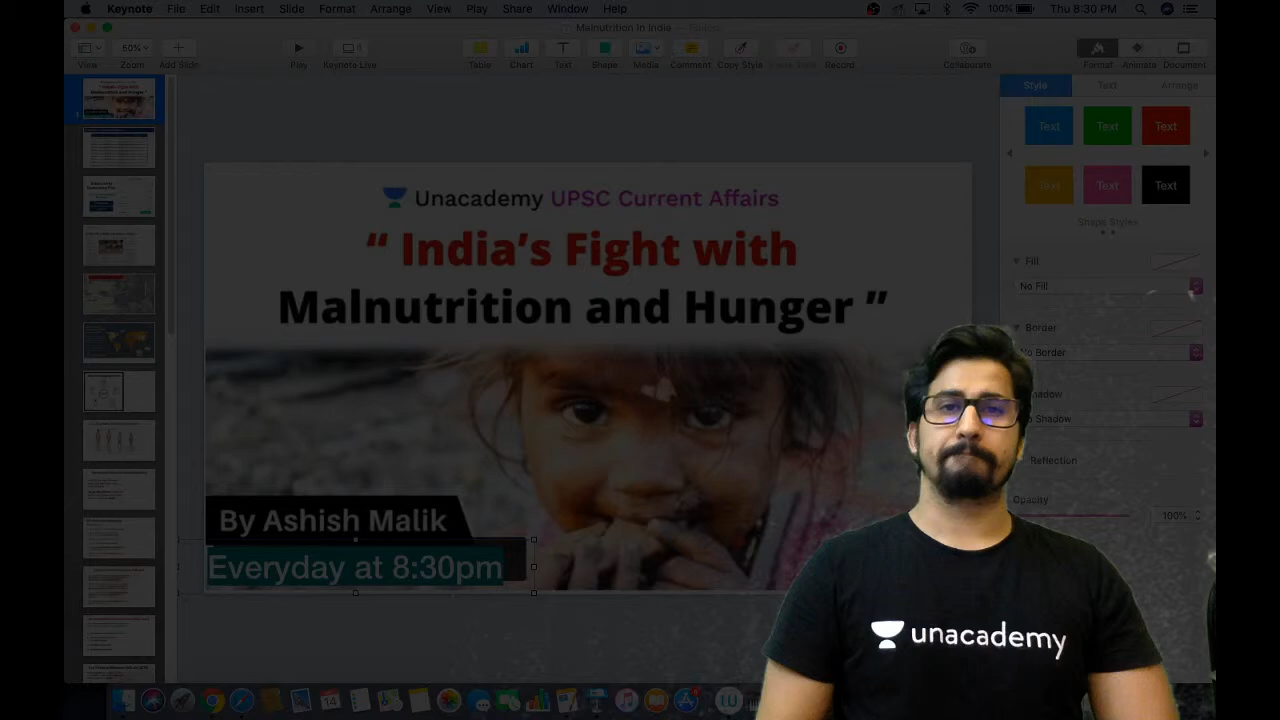 Keynote File Edit Insert Slide Format Arrange View Play Share Window Help 100% Thu 8:30 PM
Malnutrition in India
50%
View Zoom Add Slide Play Keynote Live Table Chart Text Shape Media Comment Copy Style Record Collaborate Format Animate Document
Style Text Arrange
Text Text Text
Text Text Text
Shape Styles
Fill
No Fill
Border
No Border
Reflection
Opacity
100%
1
Unacademy UPSC Current Affairs
“ India’s Fight with
Malnutrition and Hunger ”
By Ashish Malik
Everyday at 8:30pm
unacademy